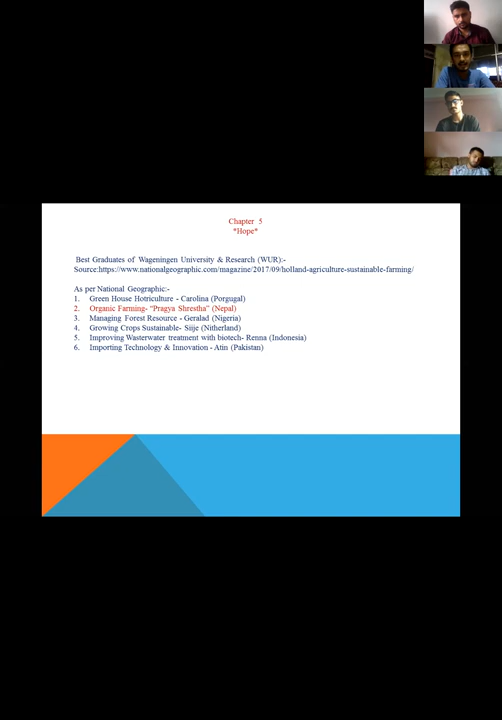 Chapter 5
*Hope*
Best Graduates of Wageningen University & Research (WUR):-
Source:https://www.nationalgeographic.com/magazine/2017/09/holland-agriculture-sustainable-farming/
As per National Geographic:-
1. Green House Hotriculture - Carolina (Porgugal)
2. Organic Farming- “Pragya Shrestha” (Nepal)
3. Managing Forest Resource - Geralad (Nigeria)
4. Growing Crops Sustainable- Siije (Nitherland)
5. Improving Wasterwater treatment with biotech- Renna (Indonesia)
6. Importing Technology & Innovation - Atin (Pakistan)